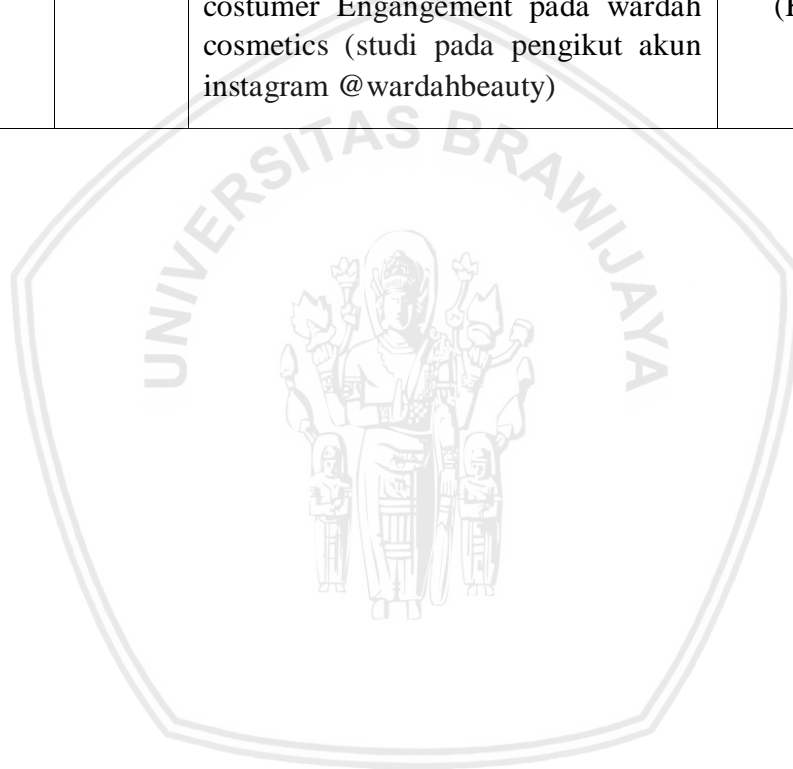 costumer Engangement pada wardah
cosmetics (studi pada pengikut akun
instagram @wardahbeauty)
UNIVERSITAS BRAWIJAYA